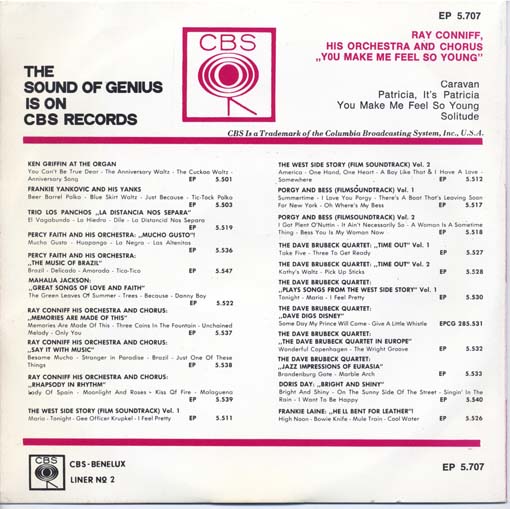 EP 5.707
CBS
RAY CONNIFF,
HIS ORCHESTRA AND CHORUS
„YOU MAKE ME FEEL SO YOUNG"
THE
SOUND OF GENIUS
IS ON
CBS RECORDS
Caravan
Patricia, It's Patricia
You Make Me Feel So Young
Solitude
CBS Is a Trademark of the Columbia Broadcasting System, Inc., U.S.A.
KEN GRIFFIN AT THE ORGAN
You Can't Be True Dear - The Anniversary Waltz - The Cuckoo Waltz -
Anniversary Song EP 5.501
FRANKIE YANKOVIC AND HIS YANKS
Beer Barrel Polka - Blue Skirt Waltz - Just Because - Tic-Tock Polka
EP 5.503
TRIO LOS PANCHOS „LA DISTANCIA NOS SEPARA"
El Vagabundo - La Hiedra - Dile - La Distancia Nos Separa
EP 5.519
PERCY FAITH AND HIS ORCHESTRA: „MUCHO GUSTO"!
Mucho Gusto - Huapango - La Negra - Las Altenitas
EP 5.536
PERCY FAITH AND HIS ORCHESTRA:
„THE MUSIC OF BRAZIL"
Brazil - Delicado - Amorada - Tico-Tico EP 5.547
MAHALIA JACKSON:
„GREAT SONGS OF LOVE AND FAITH"
The Green Leaves Of Summer - Trees - Because - Danny Boy
EP 5.522
RAY CONNIFF HIS ORCHESTRA AND CHORUS:
„MEMORIES ARE MADE OF THIS"
Memories Are Made Of This - Three Coins In the Fountain - Unchained
Melody - Only You EP 5.537
RAY CONNIFF HIS ORCHESTRA AND CHORUS:
„SAY IT WITH MUSIC"
Besame Mucho - Stranger in Paradise - Brazil - Just One Of These
Things EP 5.538
RAY CONNIFF HIS ORCHESTRA AND CHORUS:
„RHAPSODY IN RHYTHM"
Lady Of Spain - Moonlight And Roses - Kiss Of Fire - Malaguena
EP 5.539
THE WEST SIDE STORY (FILM SOUNDTRACK) Vol. 1
Maria - Tonight - Gee Officer Krupkel - I Feel Pretty EP 5.511
THE WEST SIDE STORY (FILM SOUNDTRACK) Vol. 2
America - One Hand, One Heart - A Boy Like That & I Have A Love -
Somewhere EP 5.512
PORGY AND BESS (FILMSOUNDTRACK) Vol. 1
Summertime - I Love You Porgy - There's A Boat That's Leaving Soon
For New York - Oh Where's My Bess EP 5.517
PORGY AND BESS (FILMSOUNDTRACK) Vol. 2
I Got Plent O'Nuttin - It Ain't Necessarily So - A Woman Is A Sometime
Thing - Bess You Is My Woman Now EP 5.518
THE DAVE BRUBECK QUARTET: „TIME OUT" Vol. 1
Take Five - Three To Get Ready EP 5.527
THE DAVE BRUBECK QUARTET: „TIME OUT" Vol. 2
Kathy's Waltz - Pick Up Sticks EP 5.528
THE DAVE BRUBECK QUARTET:
„PLAYS SONGS FROM THE WEST SIDE STORY" Vol. 1
Tonight - Maria - I Feel Pretty EP 5.530
THE DAVE BRUBECK QUARTET:
„DAVE DIGS DISNEY"
Some Day My Prince Will Come - Give A Little Whistle EPCG 285.531
THE DAVE BRUBECK QUARTET:
„THE DAVE BRUBECK QUARTET IN EUROPE"
Wonderful Copenhagen - The Wright Groove EP 5.532
THE DAVE BRUBECK QUARTET:
„JAZZ IMPRESSIONS OF EURASIA"
Brandenburg Gate - Marble Arch EP 5.533
DORIS DAY: „BRIGHT AND SHINY"
Bright And Shiny - On The Sunny Side Of The Street - Singin' In The
Rain - I Want To Be Happy EP 5.540
FRANKIE LAINE: „HE'LL BENT FOR LEATHER"!
High Noon - Bowie Knife - Mule Train - Cool Water EP 5.526
CBS
CBS-BENELUX
LINER No 2
EP 5.707